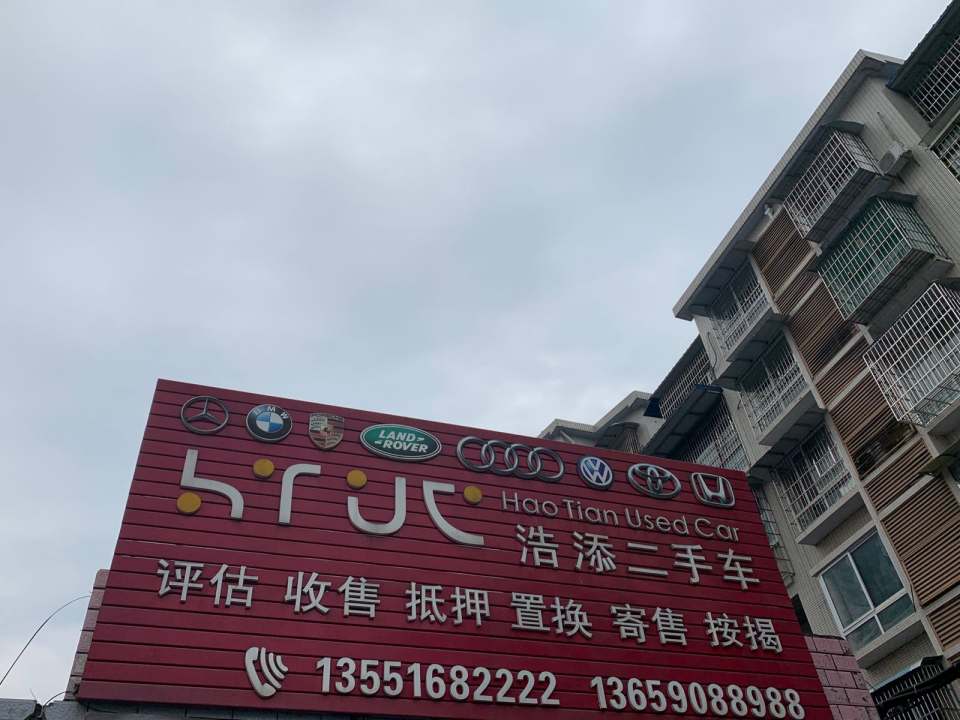 BMW
LAND
ROVER
hruc
Hao Tian Used Car
浩添二手车
评估 收售 抵押 置换 寄售 按揭
13551682222 13659088988